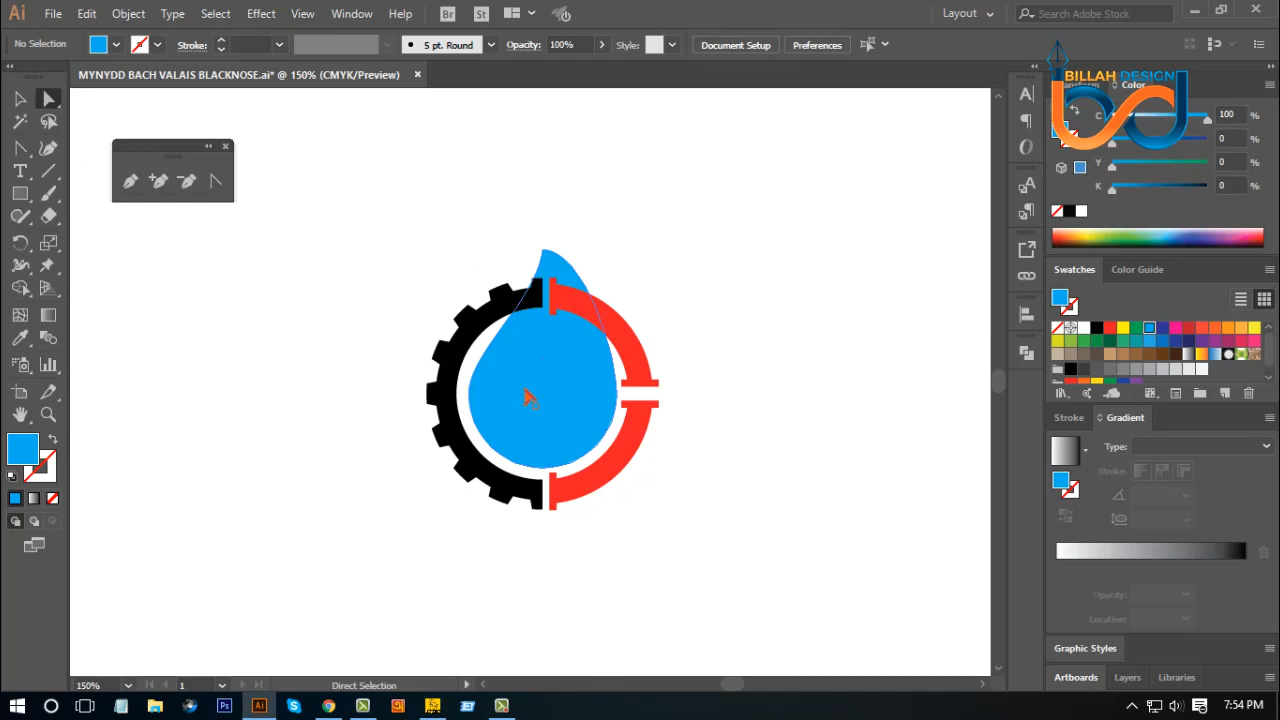 Ai File Edit Object Type Select Effect View Window Help Br St Layout Search Adobe Stock
No Selection Stroke: 5 pt. Round Opacity: 100% Style: Document Setup Preferences
MYNYDD BACH VALAIS BLACKNOSE.ai* @ 150% (CMYK/Preview)
BILLAH DESIGN
Color
C 100 %
0 %
Y 0 %
K 0 %
Swatches Color Guide
Stroke Gradient
Type:
Stroke:
Opacity:
Location:
Graphic Styles
Artboards Layers Libraries
150% 1 Direct Selection
Ps Ai 7:54 PM